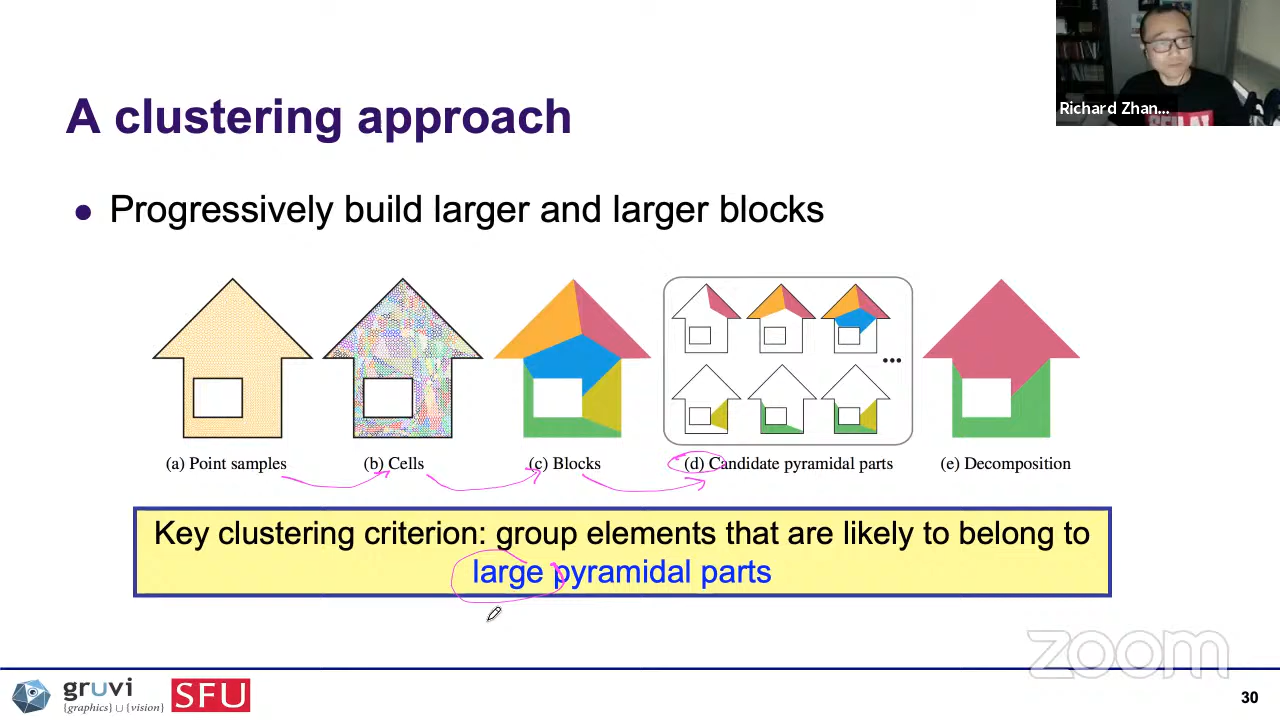 Richard Zhan...
A clustering approach
● Progressively build larger and larger blocks
(a) Point samples
(b) Cells
(c) Blocks
(d) Candidate pyramidal parts
(e) Decomposition
Key clustering criterion: group elements that are likely to belong to
large pyramidal parts
zoom
gruvi
{graphics} ∪ {vision}
SFU
30